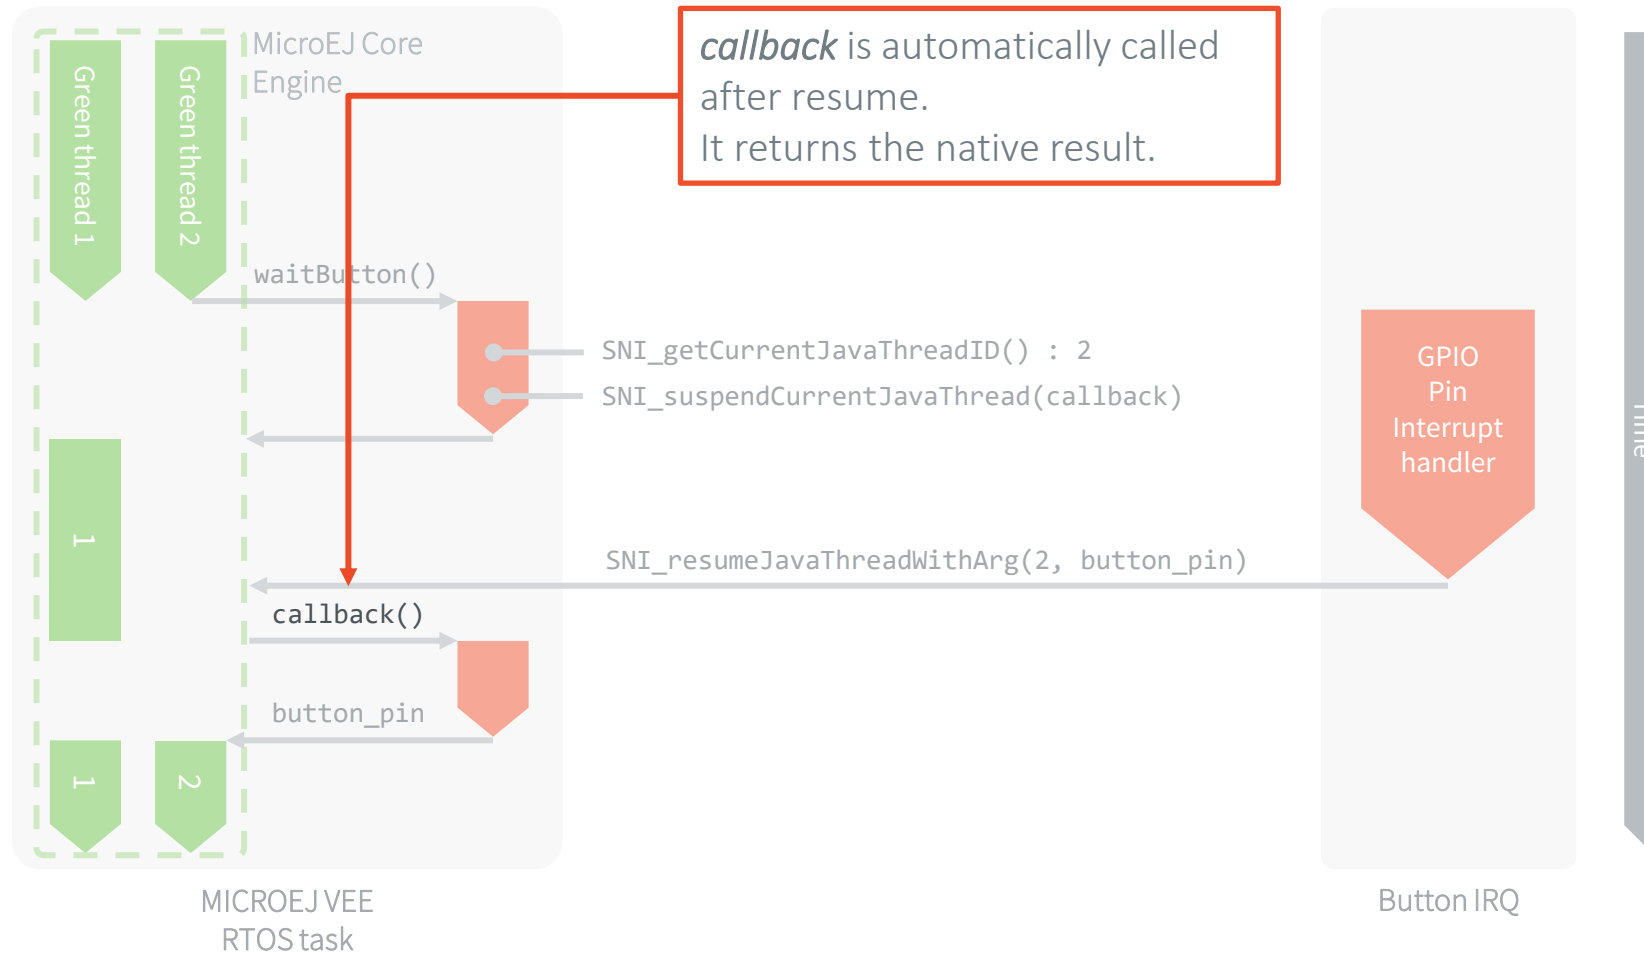 MicroEJ Core
Engine
callback is automatically called
after resume.
It returns the native result.
Green thread 1
Green thread 2
waitButton()
SNI_getCurrentJavaThreadID() : 2
SNI_suspendCurrentJavaThread(callback)
GPIO
Pin
Interrupt
handler
Time
1
SNI_resumeJavaThreadWithArg(2, button_pin)
callback()
button_pin
1
2
MICROEJ VEE
RTOS task
Button IRQ